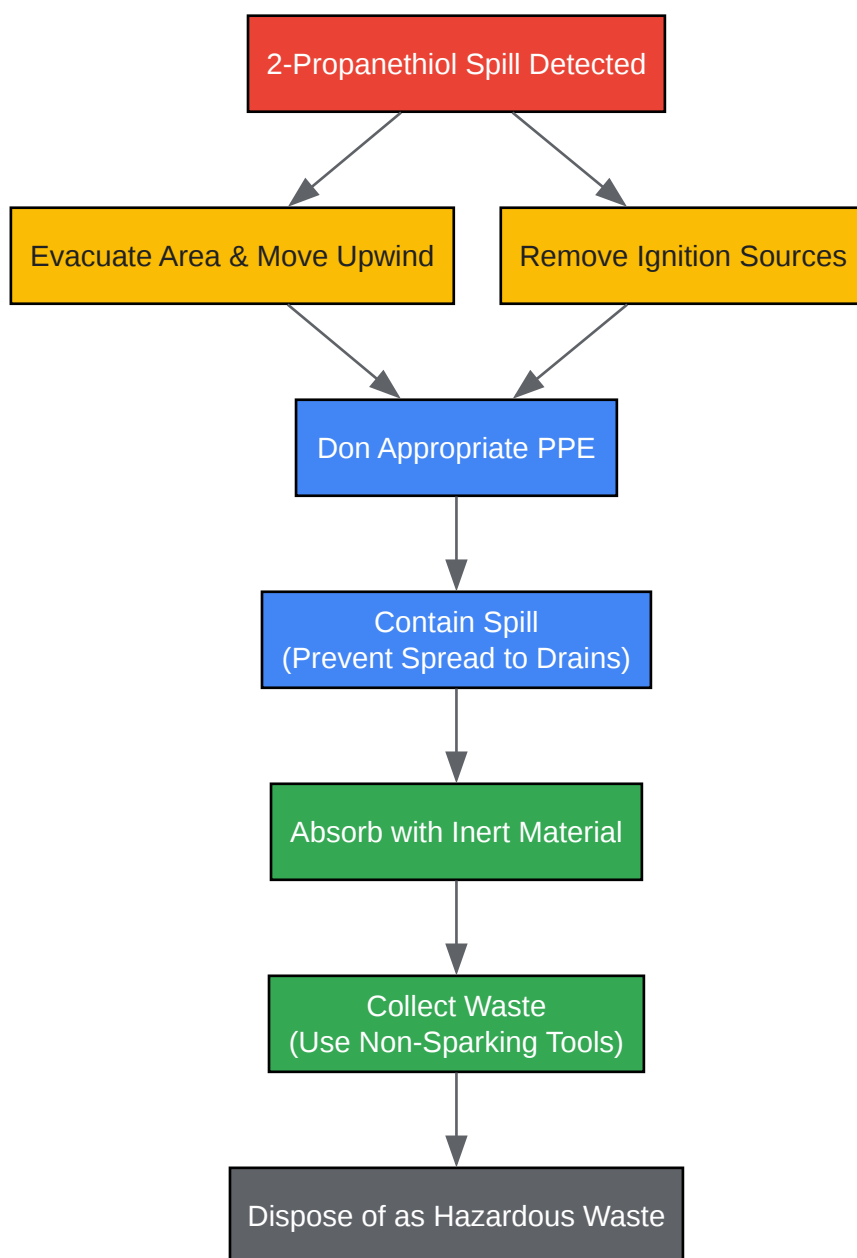 2-Propanethiol Spill Detected
Evacuate Area & Move Upwind
Remove Ignition Sources
Don Appropriate PPE
Contain Spill
(Prevent Spread to Drains)
Absorb with Inert Material
Collect Waste
(Use Non-Sparking Tools)
Dispose of as Hazardous Waste